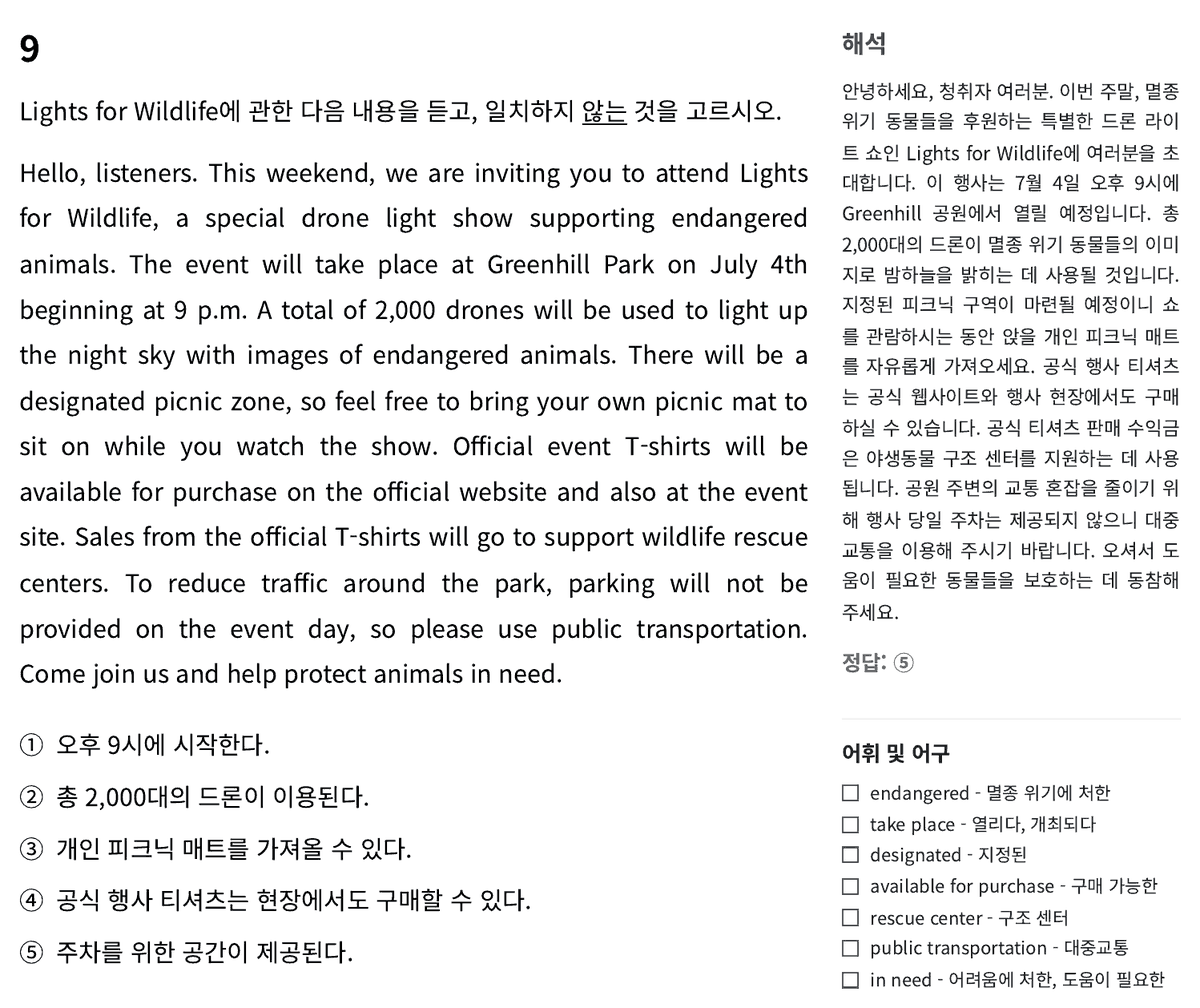 9
Lights for Wildlife에 관한 다음 내용을 듣고, 일치하지 않는 것을 고르시오.
Hello, listeners. This weekend, we are inviting you to attend Lights
for Wildlife, a special drone light show supporting endangered
animals. The event will take place at Greenhill Park on July 4th
beginning at 9 p.m. A total of 2,000 drones will be used to light up
the night sky with images of endangered animals. There will be a
designated picnic zone, so feel free to bring your own picnic mat to
sit on while you watch the show. Official event T-shirts will be
available for purchase on the official website and also at the event
site. Sales from the official T-shirts will go to support wildlife rescue
centers. To reduce traffic around the park, parking will not be
provided on the event day, so please use public transportation.
Come join us and help protect animals in need.
① 오후 9시에 시작한다.
② 총 2,000대의 드론이 이용된다.
③ 개인 피크닉 매트를 가져올 수 있다.
④ 공식 행사 티셔츠는 현장에서도 구매할 수 있다.
⑤ 주차를 위한 공간이 제공된다.
해석
안녕하세요, 청취자 여러분. 이번 주말, 멸종
위기 동물들을 후원하는 특별한 드론 라이
트 쇼인 Lights for Wildlife에 여러분을 초
대합니다. 이 행사는 7월 4일 오후 9시에
Greenhill 공원에서 열릴 예정입니다. 총
2,000대의 드론이 멸종 위기 동물들의 이미
지로 밤하늘을 밝히는 데 사용될 것입니다.
지정된 피크닉 구역이 마련될 예정이니 쇼
를 관람하시는 동안 앉을 개인 피크닉 매트
를 자유롭게 가져오세요. 공식 행사 티셔츠
는 공식 웹사이트와 행사 현장에서도 구매
하실 수 있습니다. 공식 티셔츠 판매 수익금
은 야생동물 구조 센터를 지원하는 데 사용
됩니다. 공원 주변의 교통 혼잡을 줄이기 위
해 행사 당일 주차는 제공되지 않으니 대중
교통을 이용해 주시기 바랍니다. 오셔서 도
움이 필요한 동물들을 보호하는 데 동참해
주세요.
정답: ⑤
어휘 및 어구
☐ endangered - 멸종 위기에 처한
☐ take place - 열리다, 개최되다
☐ designated - 지정된
☐ available for purchase - 구매 가능한
☐ rescue center - 구조 센터
☐ public transportation - 대중교통
☐ in need - 어려움에 처한, 도움이 필요한